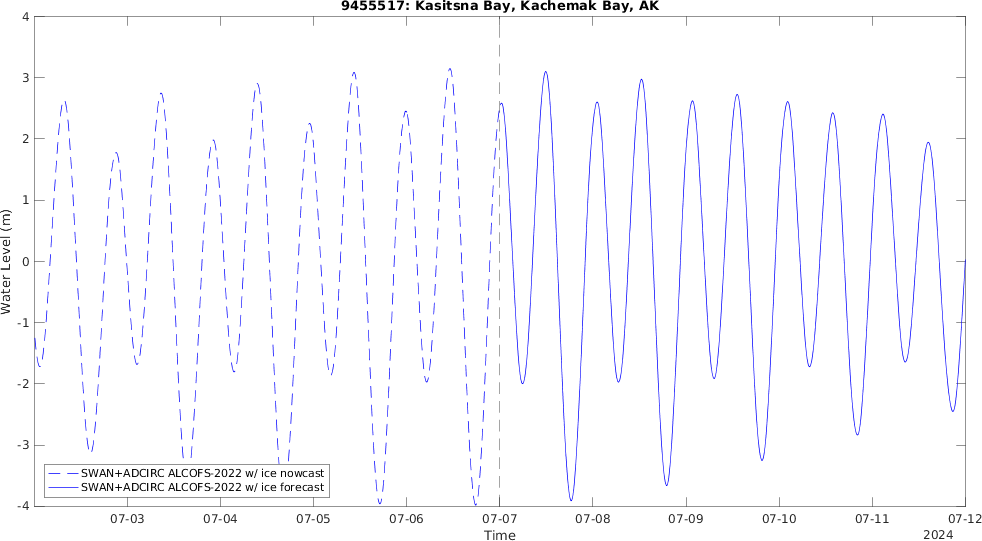 9455517: Kasitsna Bay, Kachemak Bay, AK
4
3
2
1
0
-1
-2
-3
-4
Water Level (m)
SWAN+ADCIRC ALCOFS-2022 w/ ice nowcast
SWAN+ADCIRC ALCOFS-2022 w/ ice forecast
07-03 07-04 07-05 07-06 07-07 07-08 07-09 07-10 07-11 07-12
Time
2024